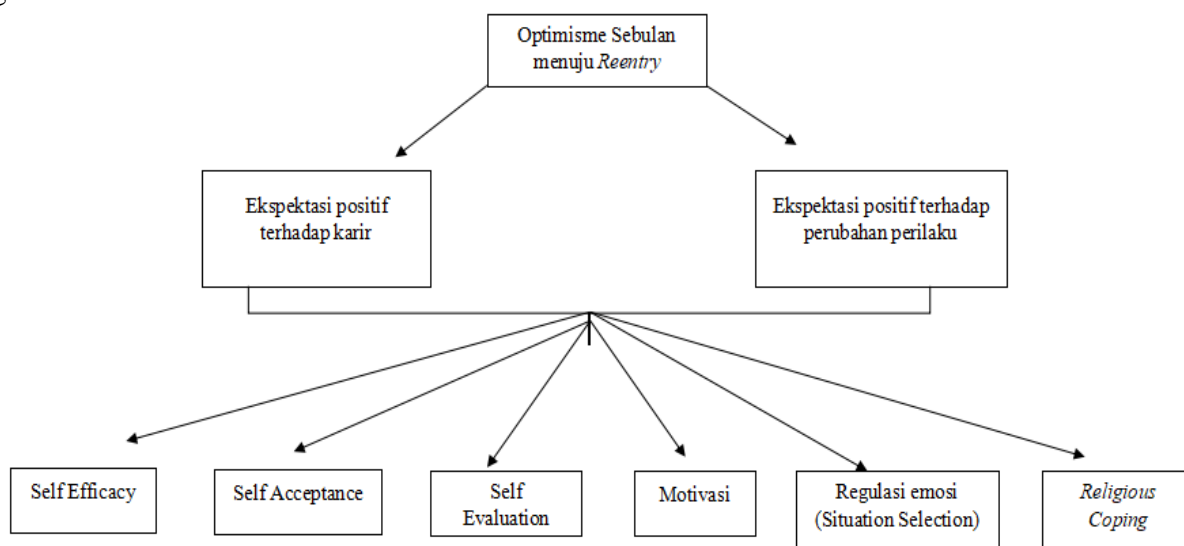 Optimisme Sebulan
menuju Reentry
Ekspektasi positif
terhadap karir
Ekspektasi positif terhadap
perubahan perilaku
Self Efficacy
Self Acceptance
Self
Evaluation
Motivasi
Regulasi emosi
(Situation Selection)
Religious
Coping